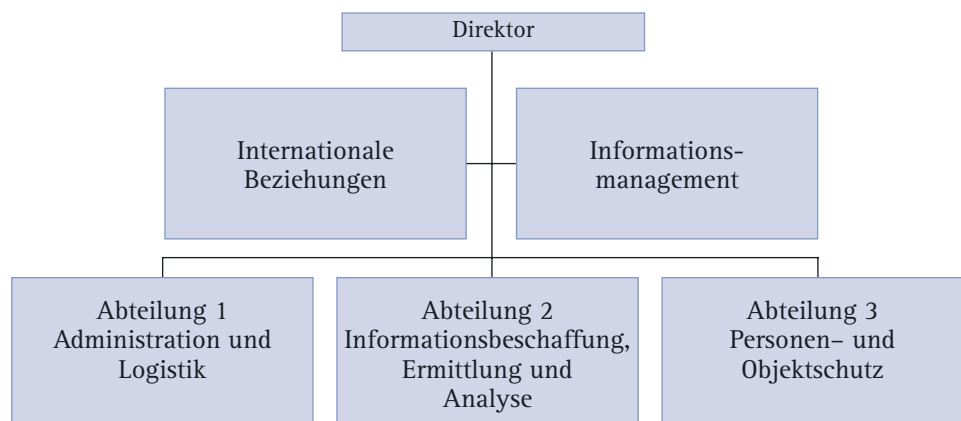 Direktor
Internationale
Beziehungen
Informations-
management
Abteilung 1
Administration und
Logistik
Abteilung 2
Informationsbeschaffung,
Ermittlung und
Analyse
Abteilung 3
Personen- und
Objektschutz